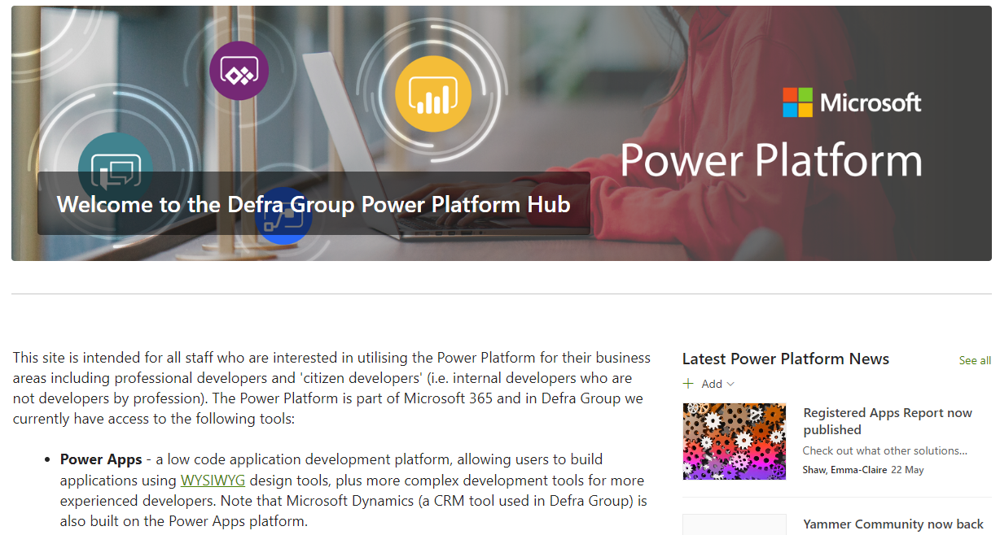 Microsoft
Power Platform
Welcome to the Defra Group Power Platform Hub
This site is intended for all staff who are interested in utilising the Power Platform for their business
areas including professional developers and 'citizen developers' (i.e. internal developers who are
not developers by profession). The Power Platform is part of Microsoft 365 and in Defra Group we
currently have access to the following tools:
• Power Apps - a low code application development platform, allowing users to build
applications using WYSIWYG design tools, plus more complex development tools for more
experienced developers. Note that Microsoft Dynamics (a CRM tool used in Defra Group) is
also built on the Power Apps platform.
Latest Power Platform News
See all
+ Add
Registered Apps Report now
published
Check out what other solutions...
Shaw, Emma-Claire 22 May
Yammer Community now back